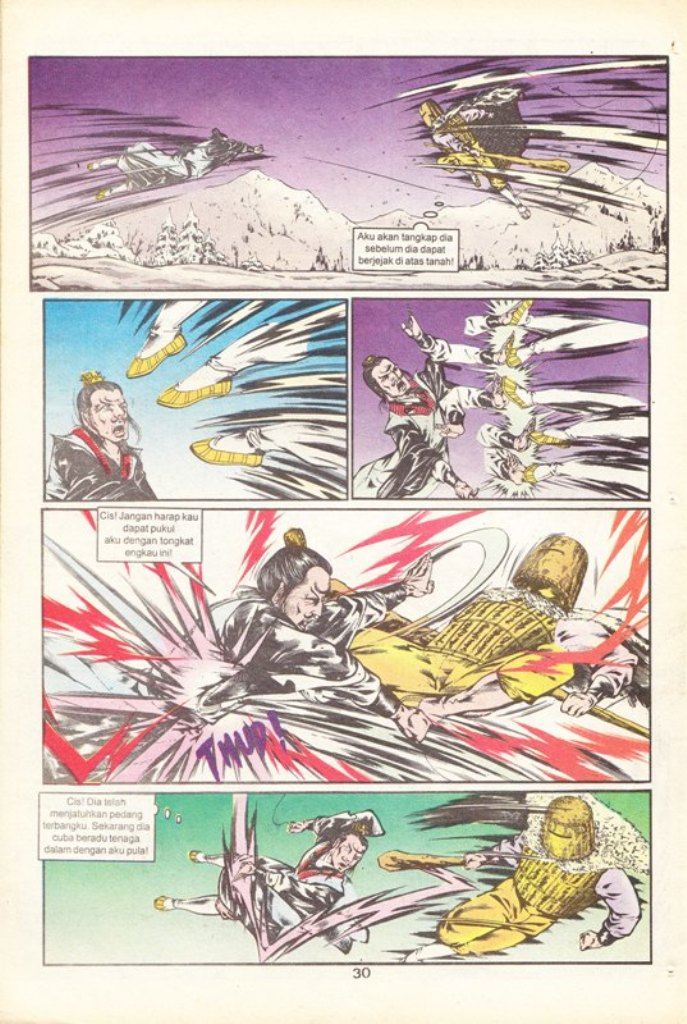 Aku akan tangkap dia
sebelum dia dapat
berjejak di atas tanah!
Cis! Jangan harap kau
dapat pukul
aku dengan tongkat
engkau ini!
THUD!
Cis! Dia telah
menjatuhkan pedang
terbangku. Sekarang dia
cuba beradu tenaga
dalam dengan aku pula!
30